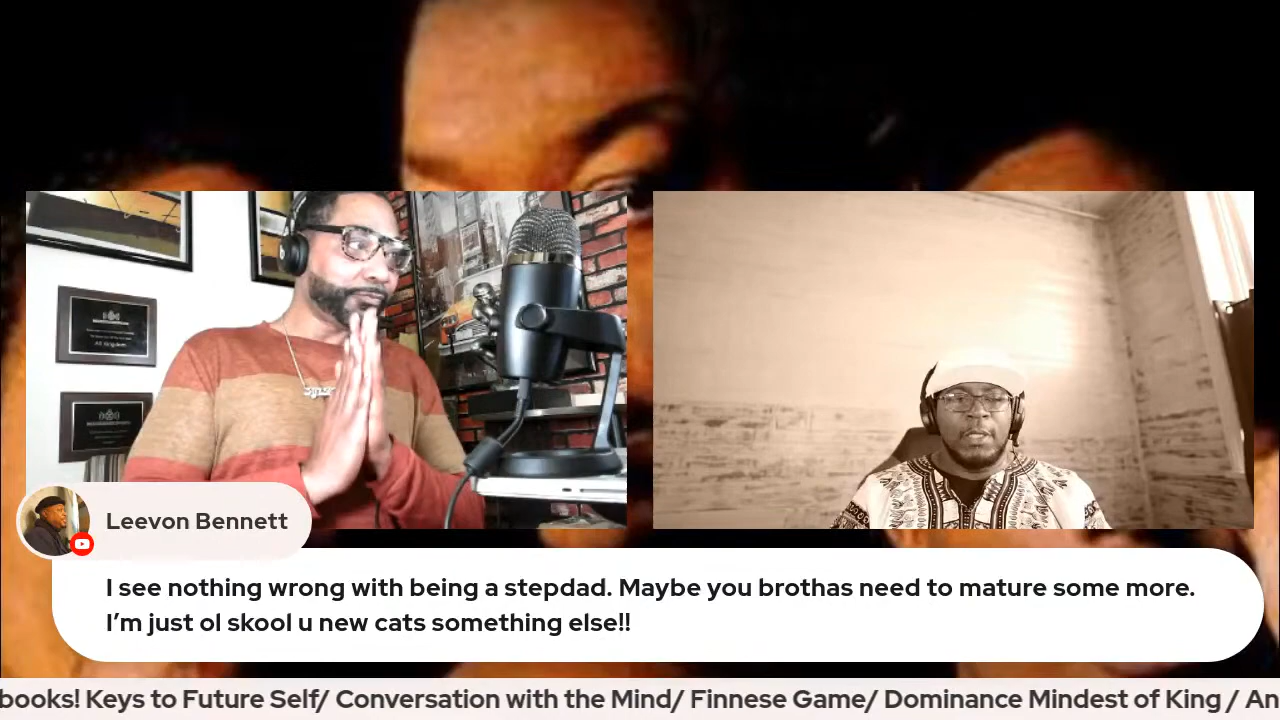 Leevon Bennett
I see nothing wrong with being a stepdad. Maybe you brothas need to mature some more.
I’m just ol skool u new cats something else!!
books! Keys to Future Self/ Conversation with the Mind/ Finnese Game/ Dominance Mindest of King / An